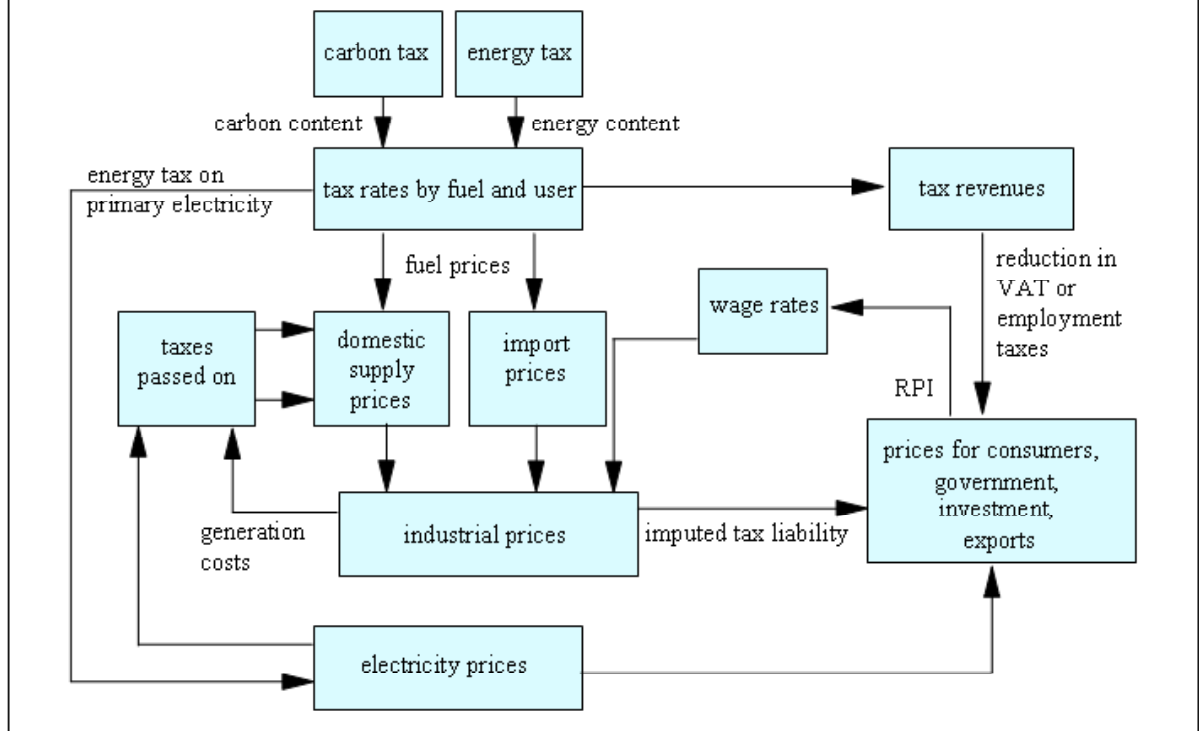 carbon tax
energy tax
carbon content
energy content
energy tax on
primary electricity
tax rates by fuel and user
tax revenues
fuel prices
reduction in
VAT or
employment
taxes
wage rates
taxes
passed on
domestic
supply
prices
import
prices
RPI
prices for consumers,
government,
investment,
exports
generation
costs
industrial prices
imputed tax liability
electricity prices